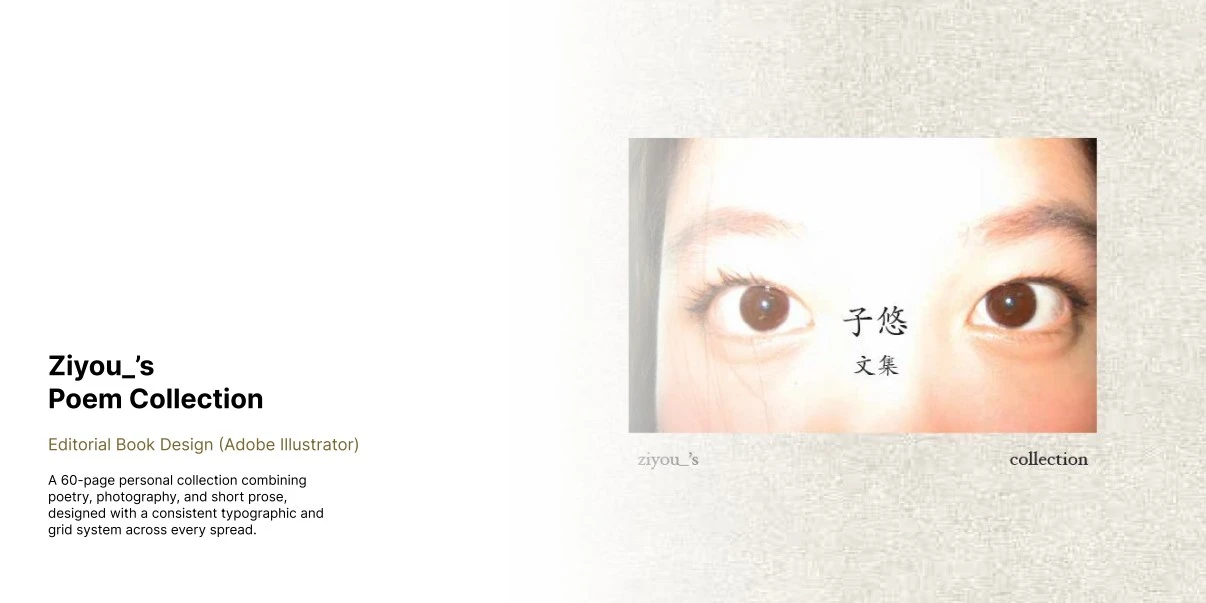 Ziyou_’s
Poem Collection
Editorial Book Design (Adobe Illustrator)
A 60-page personal collection combining
poetry, photography, and short prose,
designed with a consistent typographic and
grid system across every spread.
子悠
文集
ziyou_’s
collection